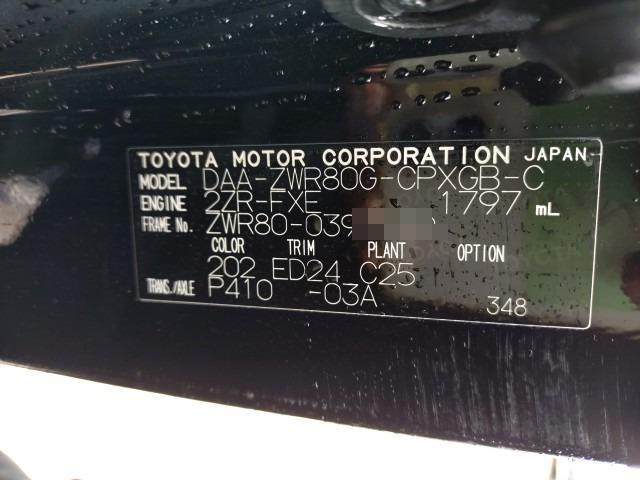 TOYOTA MOTOR CORPORATION JAPAN
MODEL DAA-ZWR80G-CPXGB-C
ENGINE 2ZR-FXE 1797 mL
FRAME No. ZWR80-039
COLOR TRIM PLANT OPTION
202 ED24 C25
TRANS./AXLE P410 -03A
348